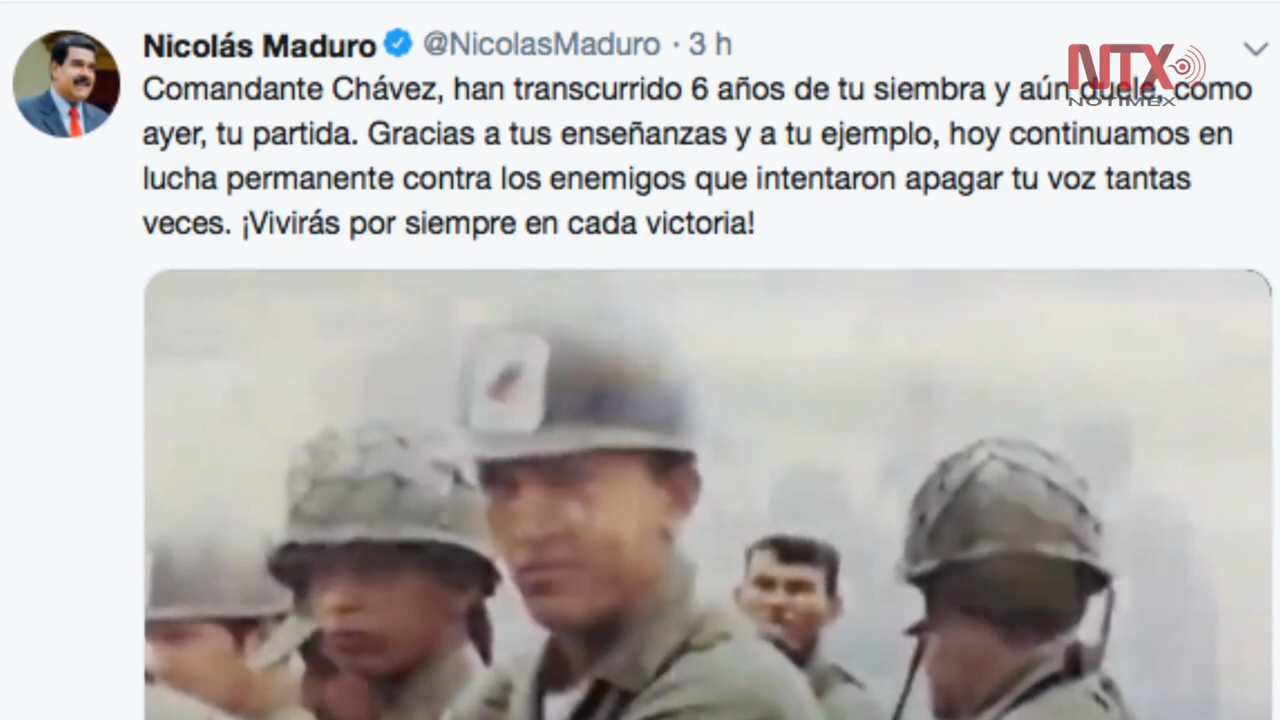 Nicolás Maduro @NicolasMaduro · 3 h
Comandante Chávez, han transcurrido 6 años de tu siembra y aún duele, como
ayer, tu partida. Gracias a tus enseñanzas y a tu ejemplo, hoy continuamos en
lucha permanente contra los enemigos que intentaron apagar tu voz tantas
veces. ¡Vivirás por siempre en cada victoria!
NTX
NOTIMEX